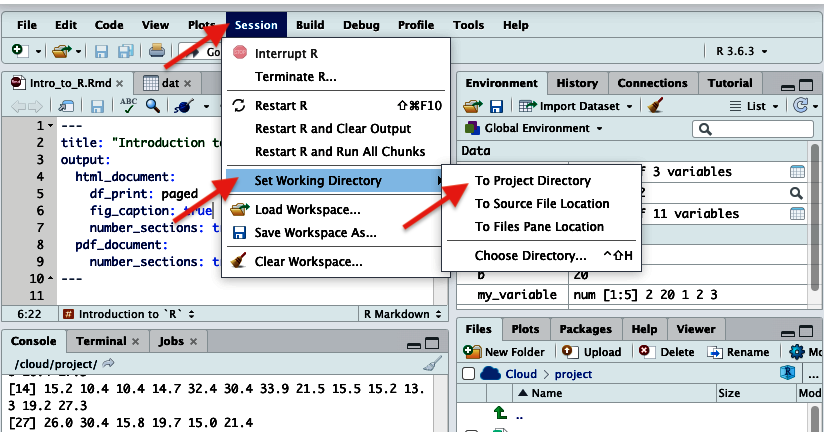 File Edit Code View Plots Session Build Debug Profile Tools Help
Go
R 3.6.3
Intro_to_R.Rmd × dat ×
ABC
1 ---
2 title: "Introduction to
3 output:
4 html_document:
5 df_print: paged
6 fig_caption: true
7 number_sections: t
8 pdf_document:
9 number_sections: t
10 ---
11
6:22 # Introduction to `R` R Markdown
Interrupt R
Terminate R...
Restart R ⇧⌘F10
Restart R and Clear Output
Restart R and Run All Chunks
Set Working Directory
Load Workspace...
Save Workspace As...
Clear Workspace...
To Project Directory
To Source File Location
To Files Pane Location
Choose Directory... ^⇧H
Environment History Connections Tutorial
Import Dataset List
Global Environment
Data
3 variables
2
of 11 variables
b 20
my_variable num [1:5] 2 20 1 2 3
Console Terminal × Jobs ×
/cloud/project/
[14] 15.2 10.4 10.4 14.7 32.4 30.4 33.9 21.5 15.5 15.2 13.
3 19.2 27.3
[27] 26.0 30.4 15.8 19.7 15.0 21.4
Files Plots Packages Help Viewer
New Folder Upload Delete Rename Mo
Cloud > project R ...
Name Size Mod
..